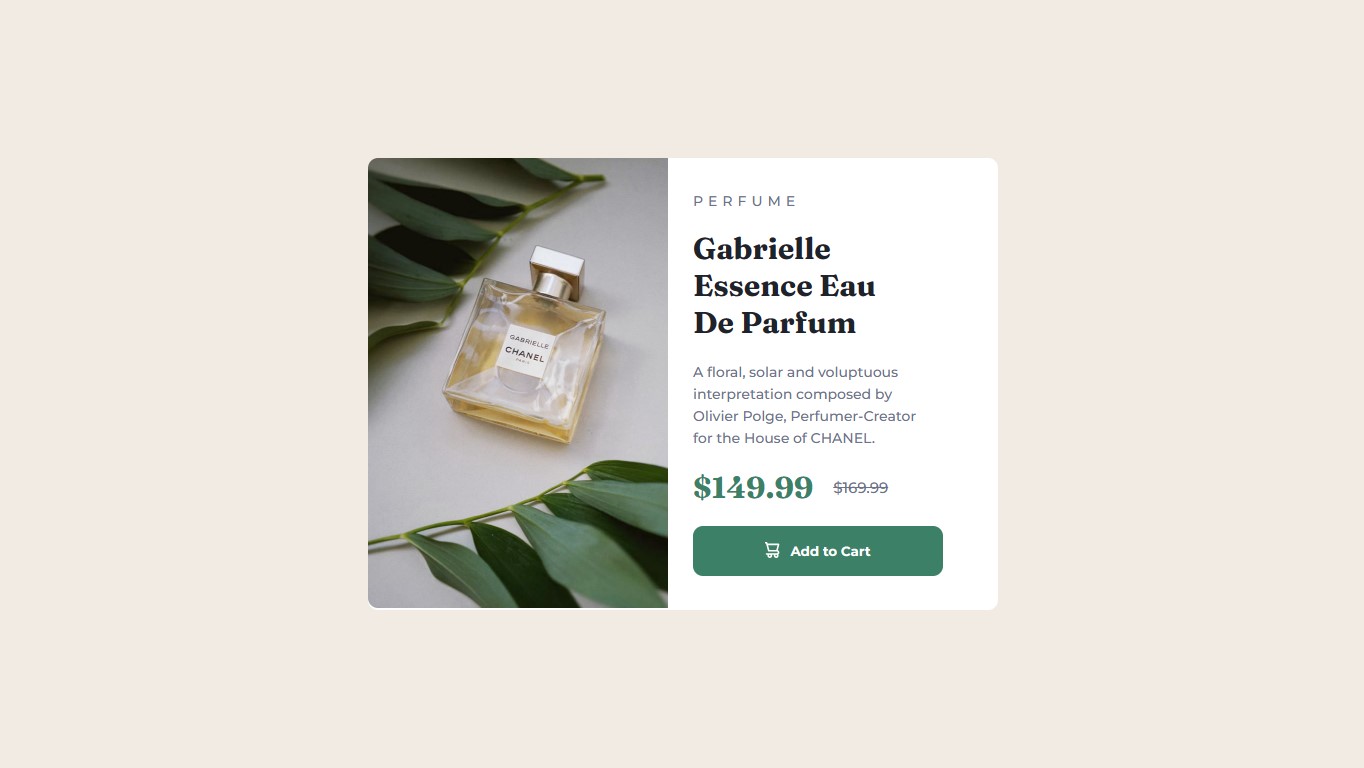 GABRIELLE
CHANEL
PARIS
PERFUME
Gabrielle
Essence Eau
De Parfum
A floral, solar and voluptuous
interpretation composed by
Olivier Polge, Perfumer-Creator
for the House of CHANEL.
$149.99 $169.99
Add to Cart